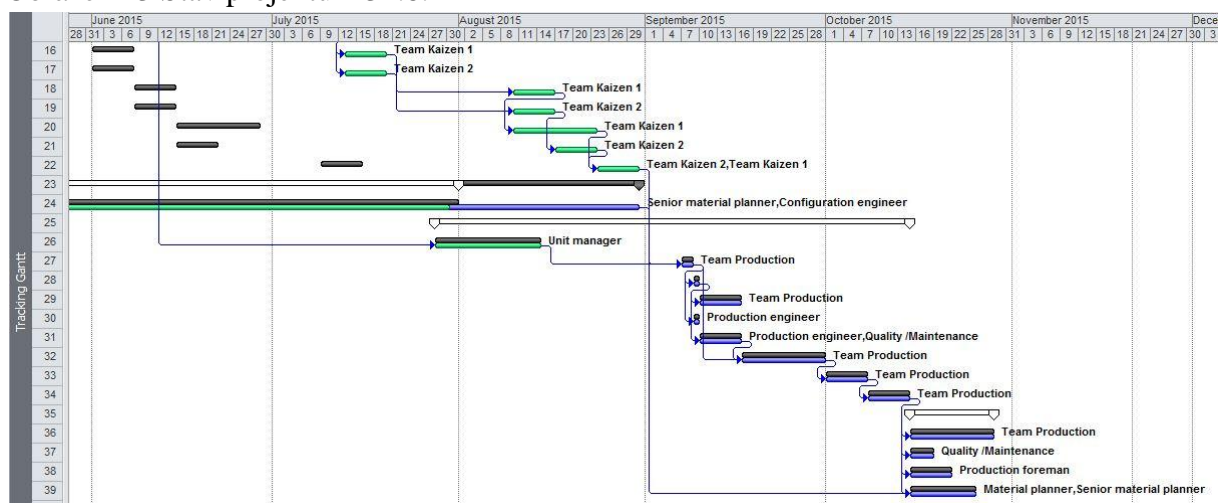 Stav projektu
June 2015 July 2015 August 2015 September 2015 October 2015 November 2015 Dece
28 31 3 6 9 12 15 18 21 24 27 30 3 6 9 12 15 18 21 24 27 30 2 5 8 11 14 17 20 23 26 29 1 4 7 10 13 16 19 22 25 28 1 4 7 10 13 16 19 22 25 28 31 3 6 9 12 15 18 21 24 27 30 3
Tracking Gantt
16 Team Kaizen 1
17 Team Kaizen 2
18 Team Kaizen 1
19 Team Kaizen 2
20 Team Kaizen 1
21 Team Kaizen 2
22 Team Kaizen 2,Team Kaizen 1
23
24 Senior material planner,Configuration engineer
25
26 Unit manager
27 Team Production
28
29 Team Production
30 Production engineer
31 Production engineer,Quality /Maintenance
32 Team Production
33 Team Production
34 Team Production
35
36 Team Production
37 Quality /Maintenance
38 Production foreman
39 Material planner,Senior material planner